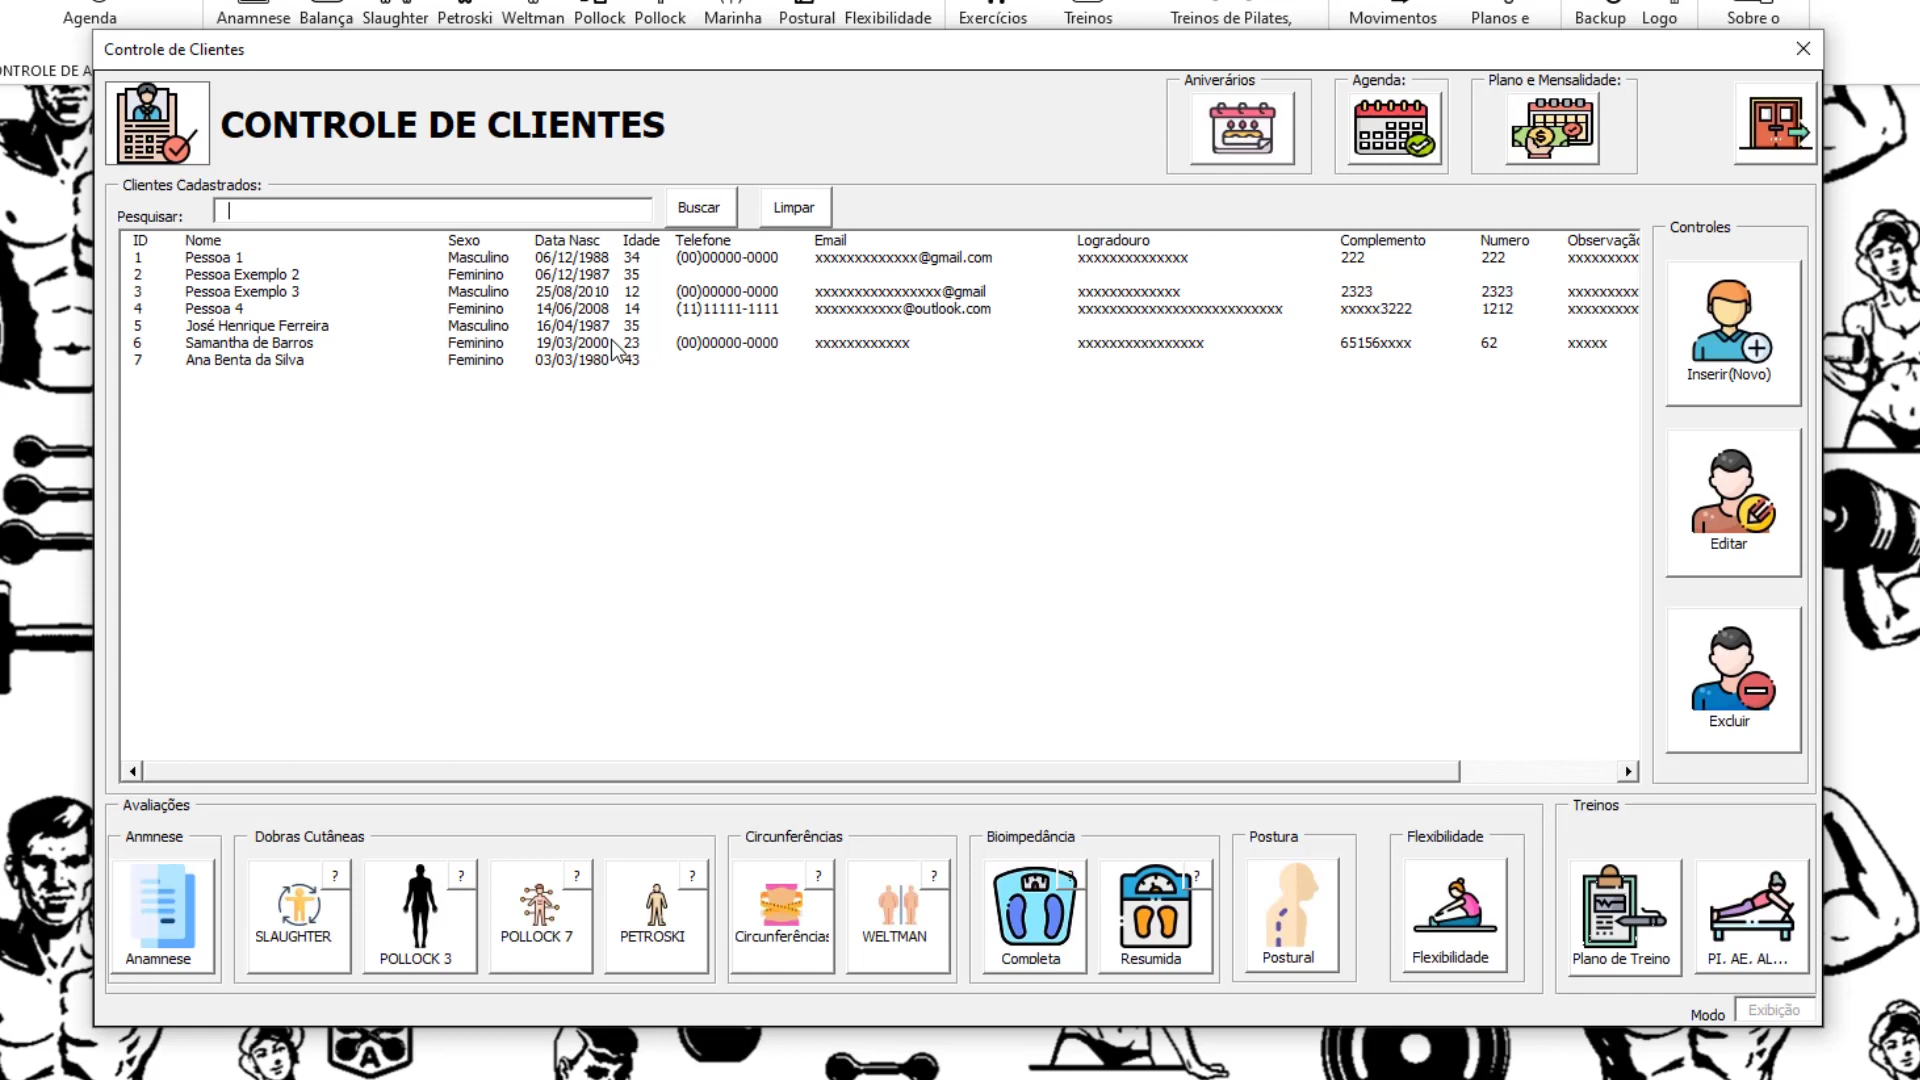 Agenda Anamnese Balança Slaughter Petroski Weltman Pollock Pollock Marinha Postural Flexibilidade Exercícios Treinos Treinos de Pilates, Movimentos Planos e Backup Logo Sobre o
Controle de Clientes
ONTROLE DE A
CONTROLE DE CLIENTES
Aniverários
Agenda:
Plano e Mensalidade:
Clientes Cadastrados:
Pesquisar:
Buscar
Limpar
ID Nome Sexo Data Nasc Idade Telefone Email Logradouro Complemento Numero Observação
1 Pessoa 1 Masculino 06/12/1988 34 (00)00000-0000 xxxxxxxxxxxxx@gmail.com xxxxxxxxxxxxxx 222 222 xxxxxxxxx
2 Pessoa Exemplo 2 Feminino 06/12/1987 35
3 Pessoa Exemplo 3 Masculino 25/08/2010 12 (00)00000-0000 xxxxxxxxxxxxxxxx@gmail xxxxxxxxxxxxx 2323 2323 xxxxxxxxx
4 Pessoa 4 Feminino 14/06/2008 14 (11)11111-1111 xxxxxxxxxxx@outlook.com xxxxxxxxxxxxxxxxxxxxxxxxxx xxxxx3222 1212 xxxxxxxxx
5 José Henrique Ferreira Masculino 16/04/1987 35
6 Samantha de Barros Feminino 19/03/2000 23 (00)00000-0000 xxxxxxxxxxxx xxxxxxxxxxxxxxxx 65156xxxx 62 xxxxx
7 Ana Benta da Silva Feminino 03/03/1980 43
Controles
Inserir(Novo)
Editar
Excluir
Avaliações
Treinos
Anmnese
Dobras Cutâneas
Circunferências
Bioimpedância
Postura
Flexibilidade
? ? ? ? ? ? ? ?
Anamnese
SLAUGHTER
POLLOCK 3
POLLOCK 7
PETROSKI
Circunferências
WELTMAN
Completa
Resumida
Postural
Flexibilidade
Plano de Treino
PI. AE. AL...
Modo
Exibição
A